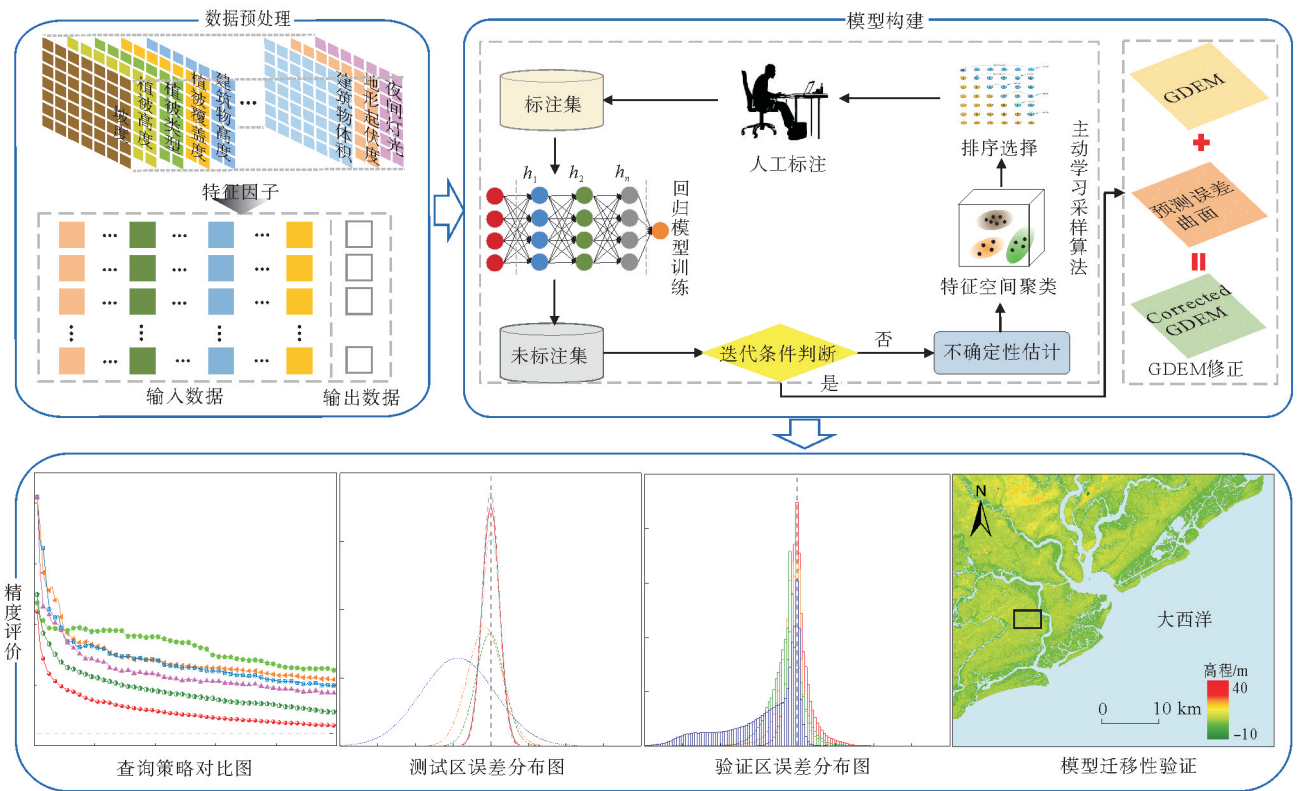 数据预处理
坡度
植被高度
植被类型
植被覆盖度
建筑物高度
...
建筑物体积
地形起伏度
夜间灯光
特征因子
输入数据
输出数据
模型构建
标注集
人工标注
排序选择
h1
h2
hn
回归模型训练
特征空间聚类
主动学习采样算法
未标注集
迭代条件判断
否
是
不确定性估计
GDEM
+
预测误差
曲面
=
Corrected
GDEM
GDEM修正
精度评价
查询策略对比图
测试区误差分布图
验证区误差分布图
N
大西洋
高程/m
40
-10
0 10 km
模型迁移性验证